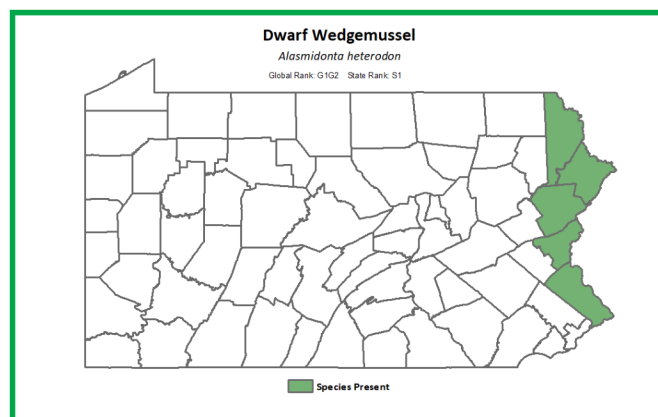 Dwarf Wedgemussel
Alasmidonta heterodon
Global Rank: G1G2 State Rank: S1
Species Present